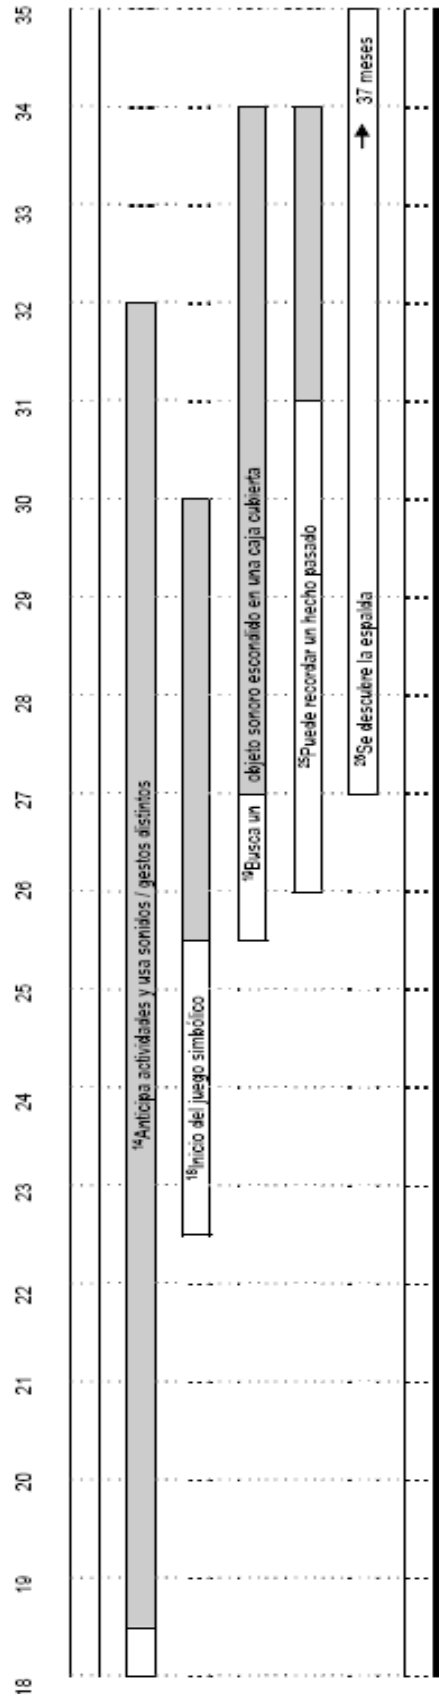 18 19 20 21 22 23 24 25 26 27 28 29 30 31 32 33 34 35
¹⁴Anticipa actividades y usa sonidos / gestos distintos
¹⁸Inicio del juego simbólico
¹⁹Busca un objeto sonoro escondido en una caja cubierta
²⁵Puede recordar un hecho pasado
²⁶Se descubre la espalda → 37 meses